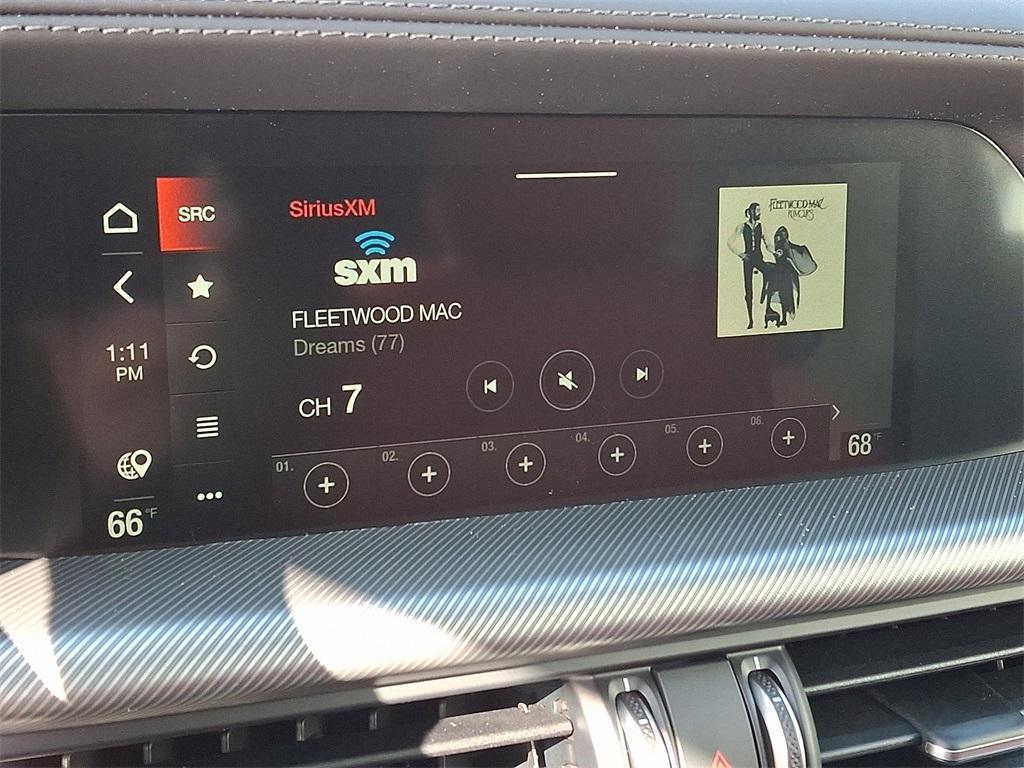 SRC
SiriusXM
sxm
FLEETWOOD MAC
Dreams (77)
CH 7
FLEETWOOD MAC
RUMOURS
1:11
PM
01. 02. 03. 04. 05. 06.
66°F
68°F